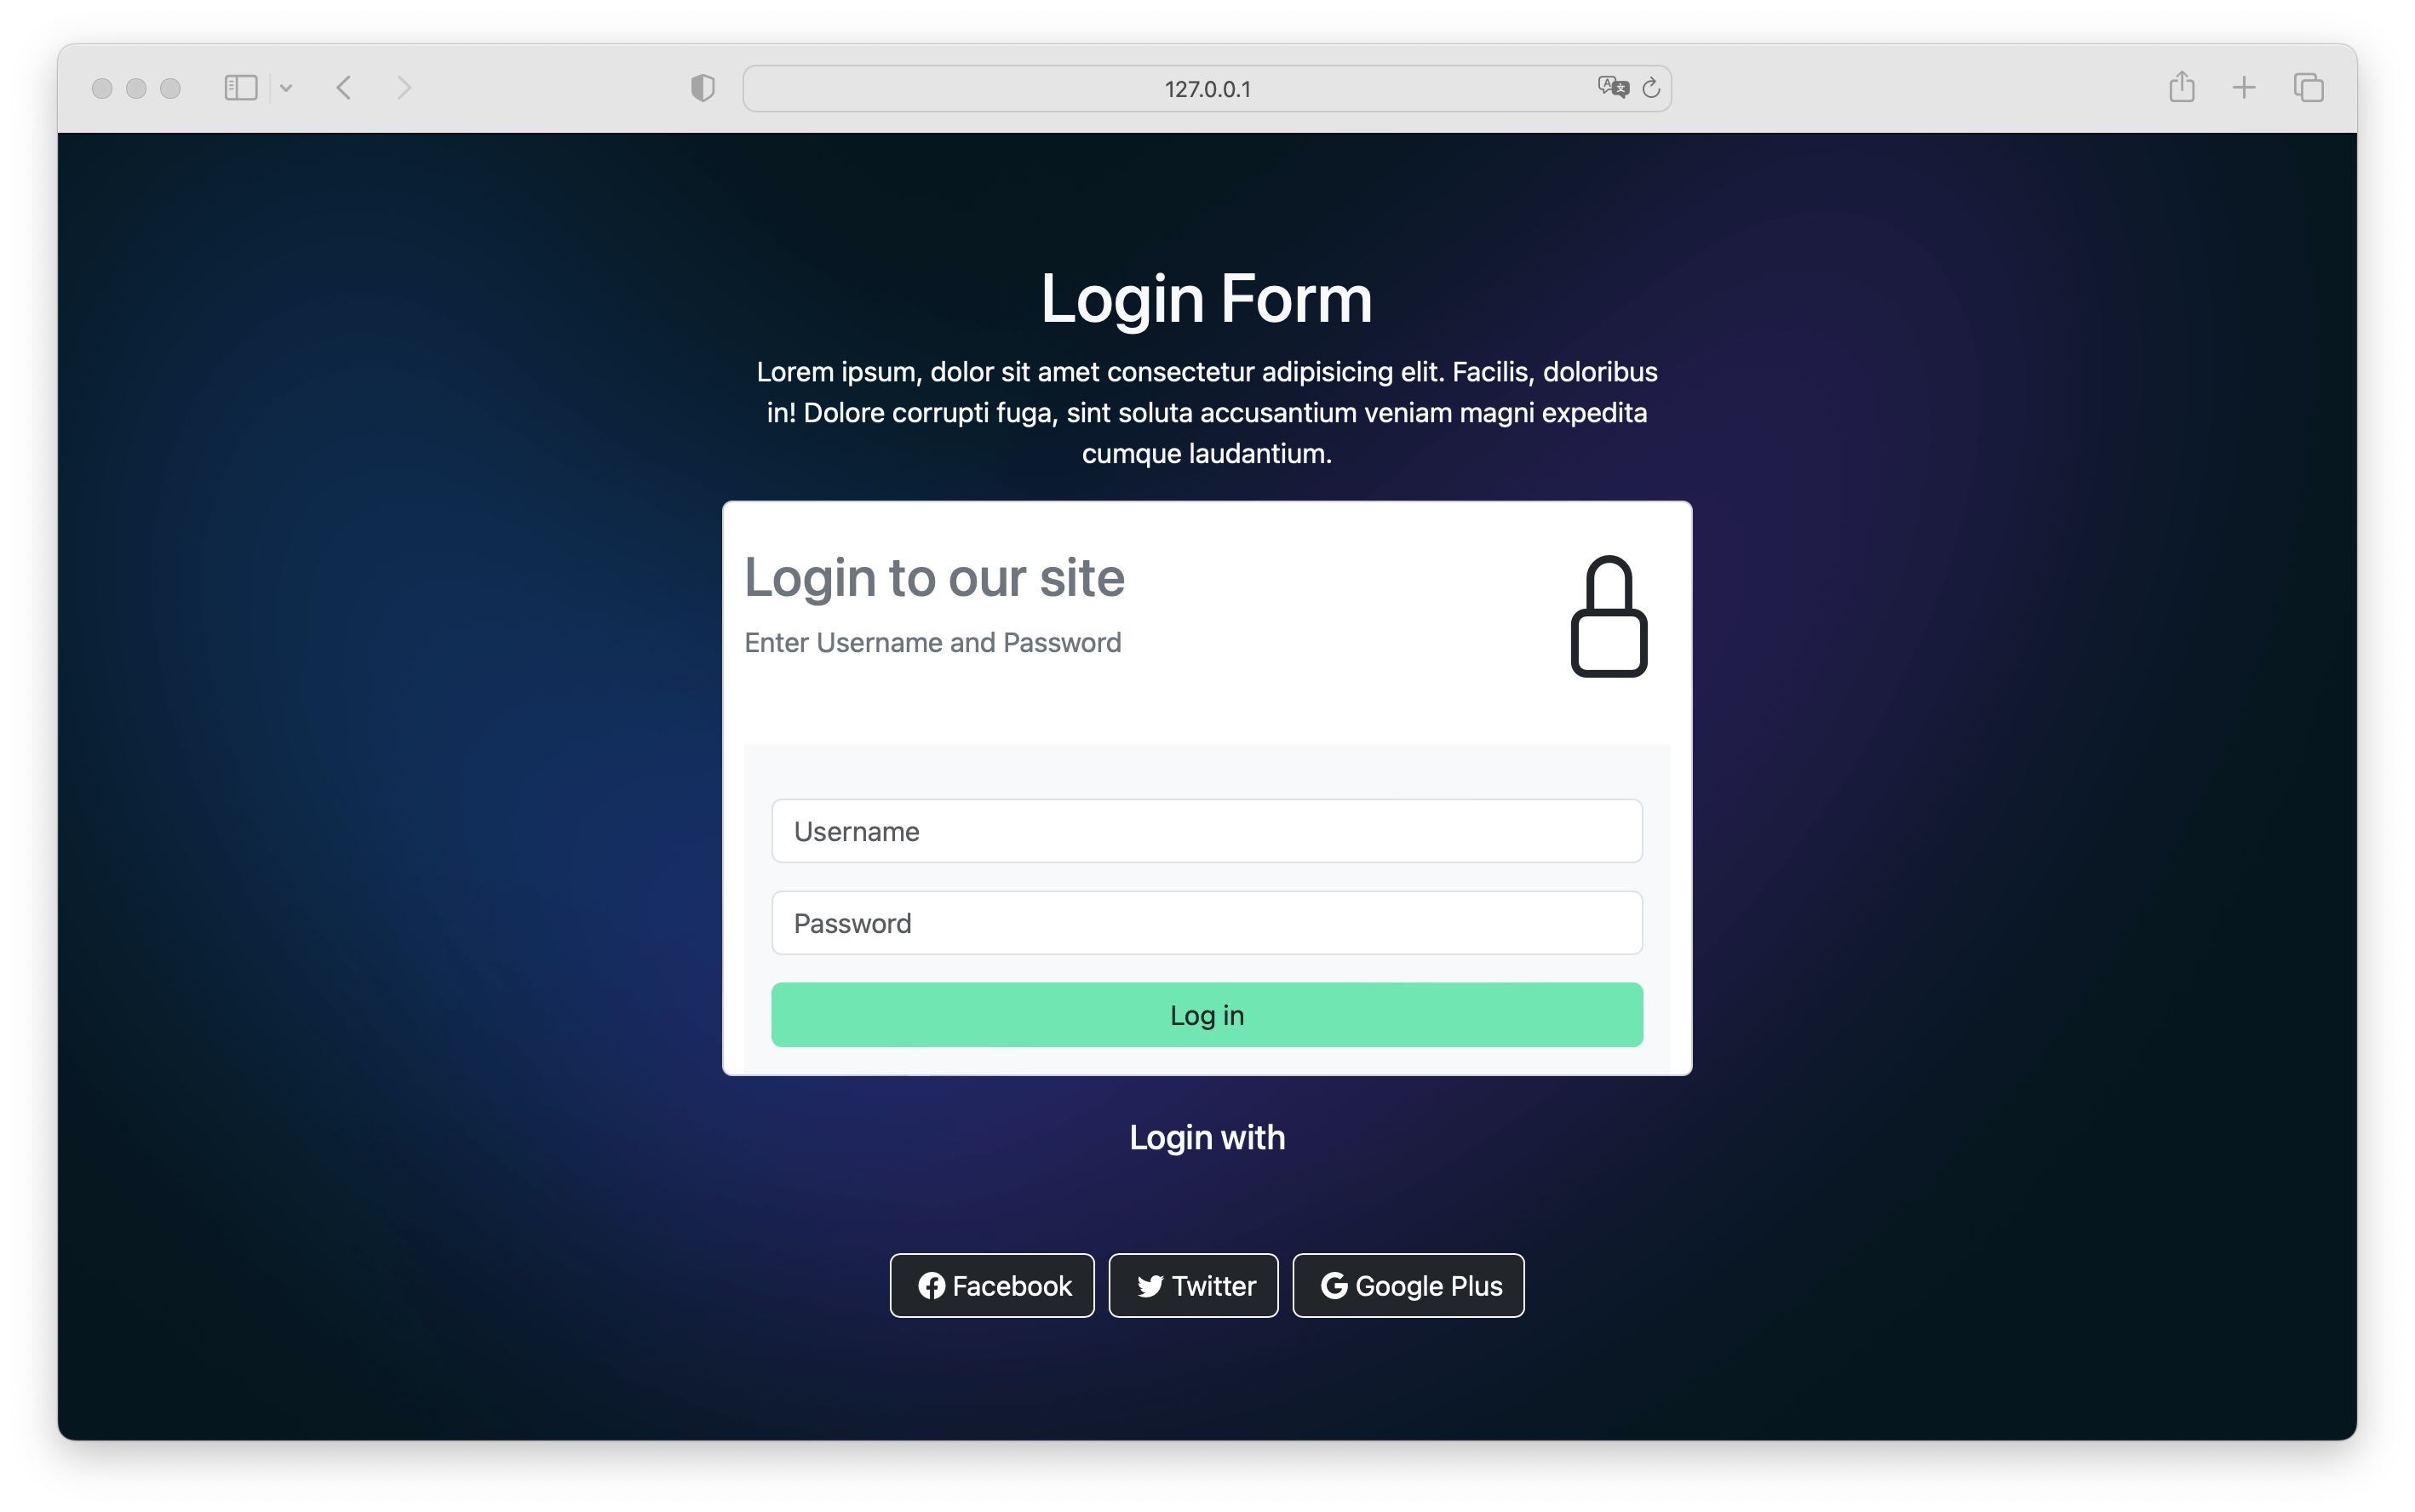 127.0.0.1
Login Form
Lorem ipsum, dolor sit amet consectetur adipisicing elit. Facilis, doloribus
in! Dolore corrupti fuga, sint soluta accusantium veniam magni expedita
cumque laudantium.
Login to our site
Enter Username and Password
Username
Password
Log in
Login with
Facebook Twitter Google Plus